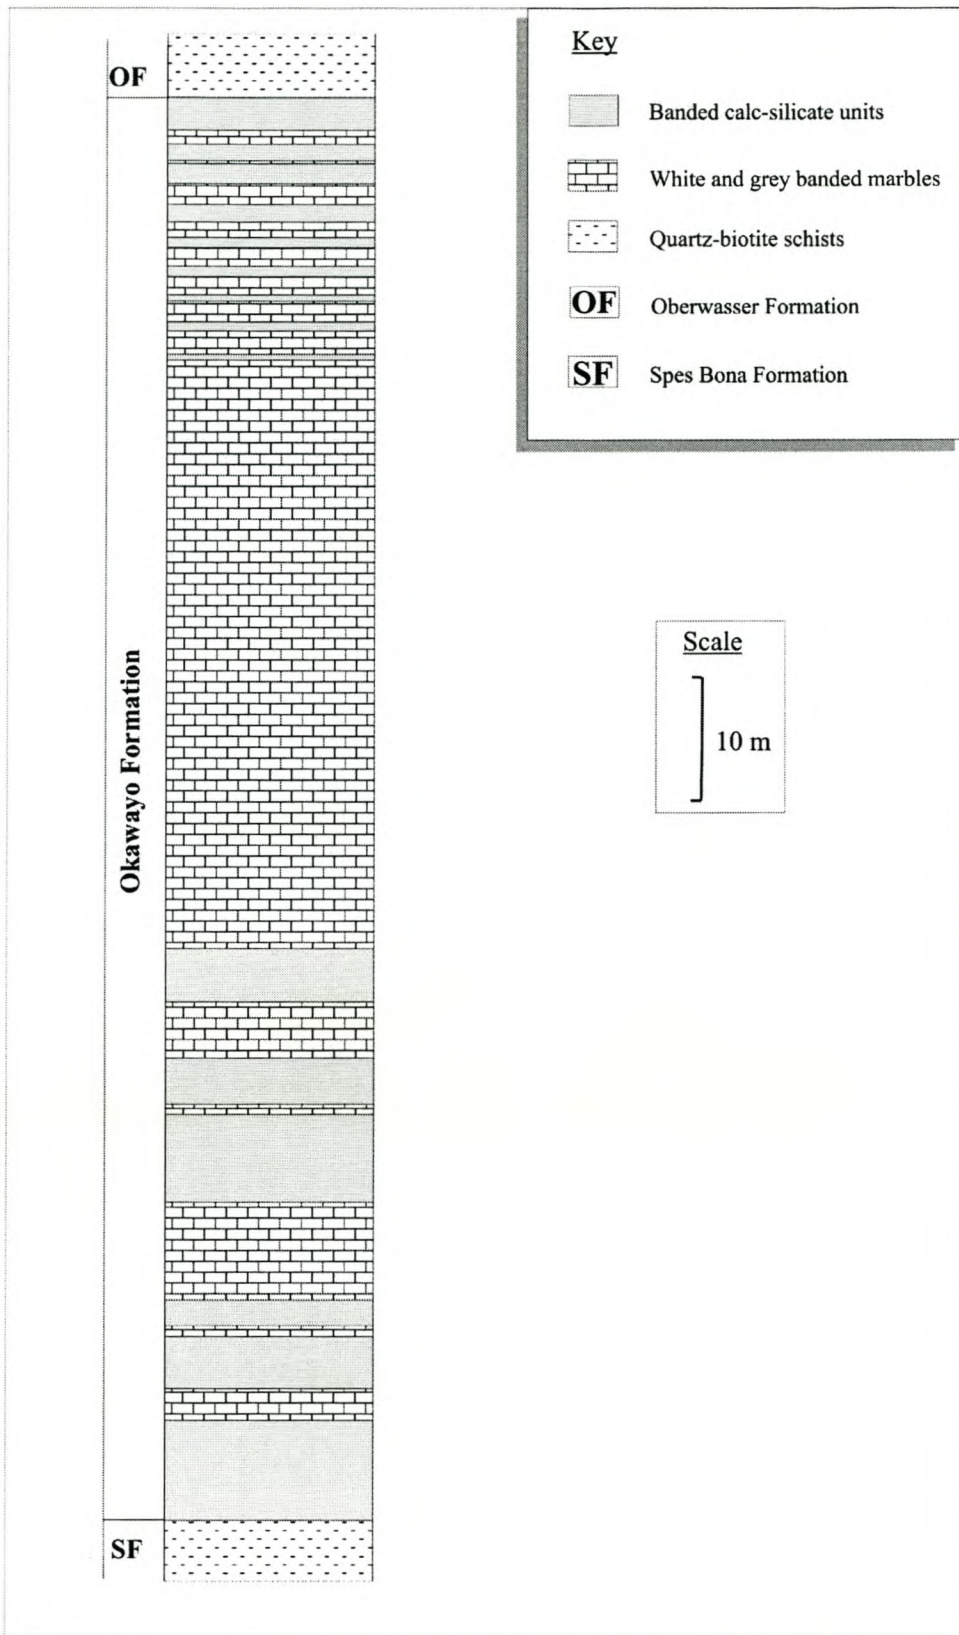 OF
Okawayo Formation
SF
Key
Banded calc-silicate units
White and grey banded marbles
Quartz-biotite schists
OF Oberwasser Formation
SF Spes Bona Formation
Scale
10 m